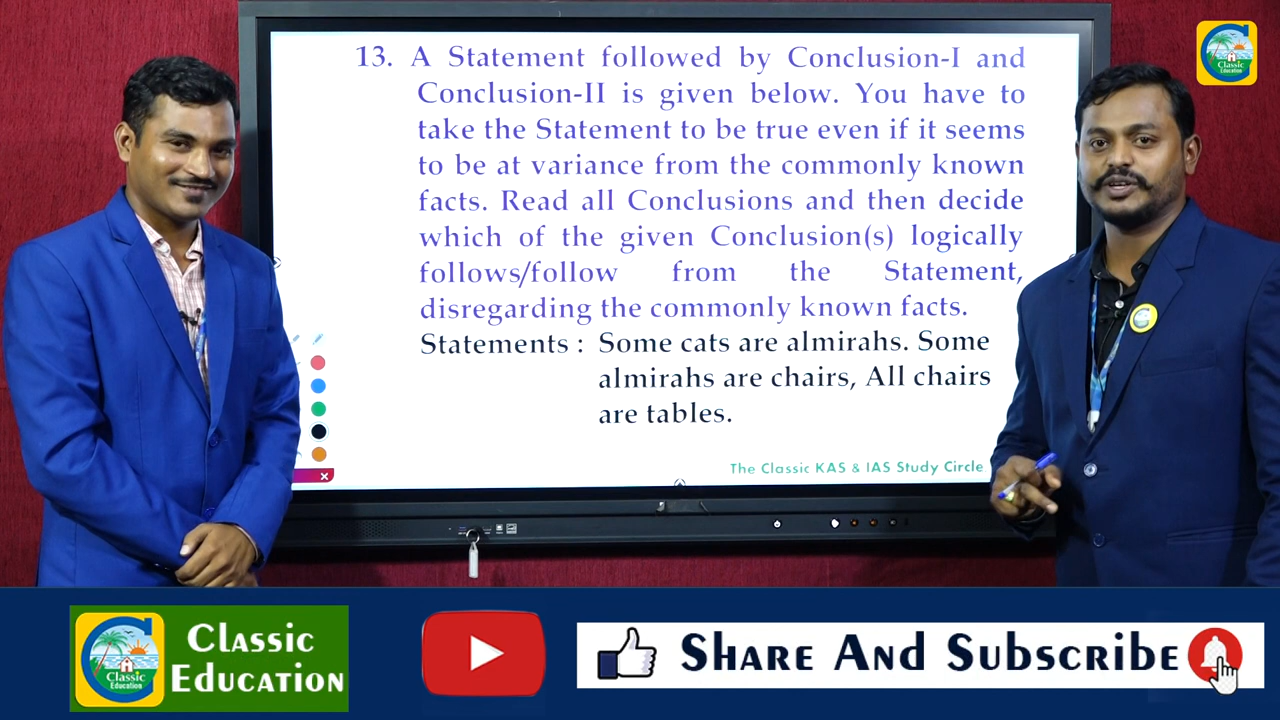 13. A Statement followed by Conclusion-I and
Conclusion-II is given below. You have to
take the Statement to be true even if it seems
to be at variance from the commonly known
facts. Read all Conclusions and then decide
which of the given Conclusion(s) logically
follows/follow from the Statement,
disregarding the commonly known facts.
Statements : Some cats are almirahs. Some
almirahs are chairs, All chairs
are tables.
The Classic KAS & IAS Study Circle
Classic
Education
Classic
Education
Classic
Education
Share And Subscribe